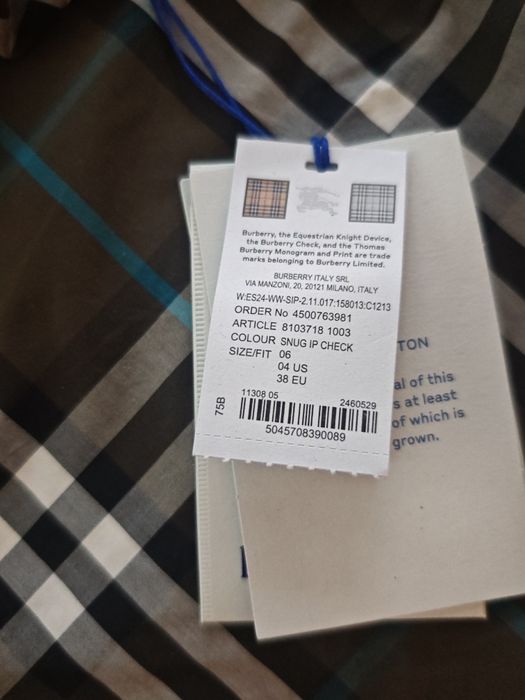 Burberry, the Equestrian Knight Device,
the Burberry Check, and the Thomas
Burberry Monogram and Print are trade
marks belonging to Burberry Limited.
BURBERRY ITALY SRL
VIA MANZONI, 20, 20121 MILANO, ITALY
W:ES24-WW-SIP-2.11.017:158013:C1213
ORDER No 4500763981
ARTICLE 8103718 1003
COLOUR SNUG IP CHECK
SIZE/FIT 06
04 US
38 EU
75B
11308 05 2460529
5045708390089
TON
al of this
s at least
of which is
grown.